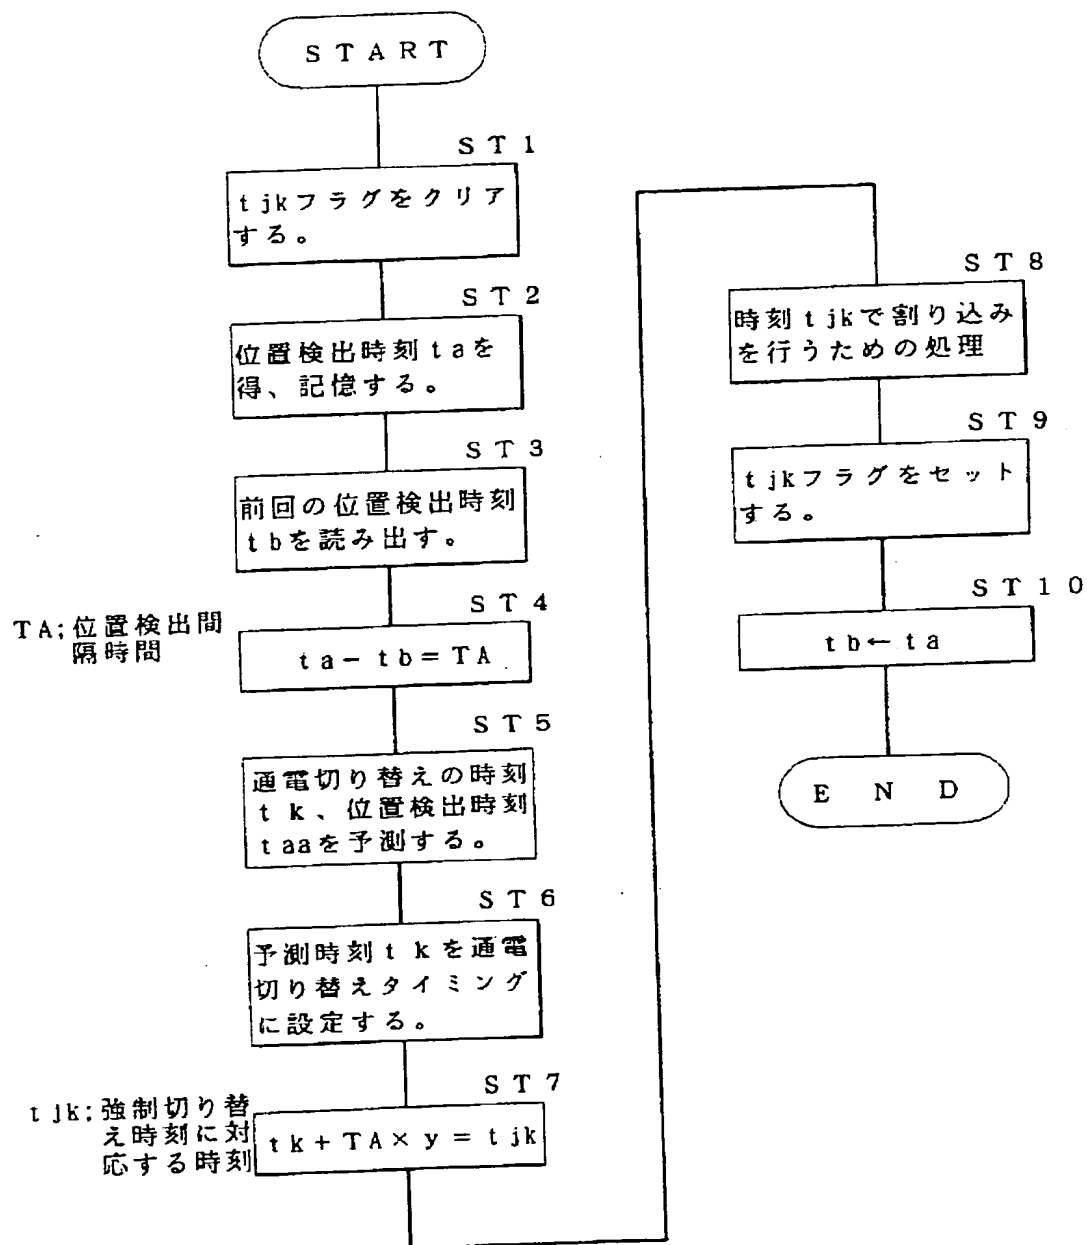 START
ST1
tjkフラグをクリア
する。
ST2
位置検出時刻taを
得、記憶する。
ST3
前回の位置検出時刻
tbを読み出す。
TA;位置検出間
隔時間
ST4
ta－tb＝TA
ST5
通電切り替えの時刻
tk、位置検出時刻
taaを予測する。
ST6
予測時刻tkを通電
切り替えタイミング
に設定する。
tjk;強制切り替
え時刻に対
応する時刻
ST7
tk＋TA×y＝tjk
ST8
時刻tjkで割り込み
を行うための処理
ST9
tjkフラグをセット
する。
ST10
tb←ta
END